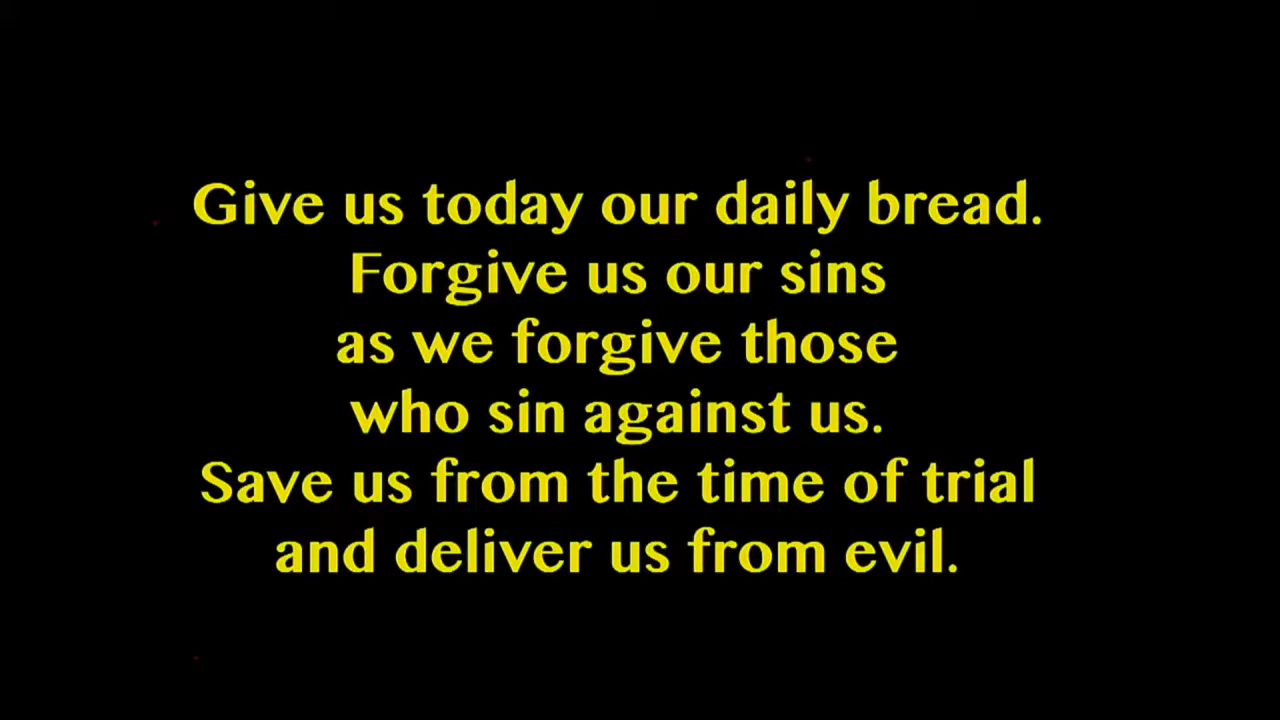 Give us today our daily bread.
Forgive us our sins
as we forgive those
who sin against us.
Save us from the time of trial
and deliver us from evil.